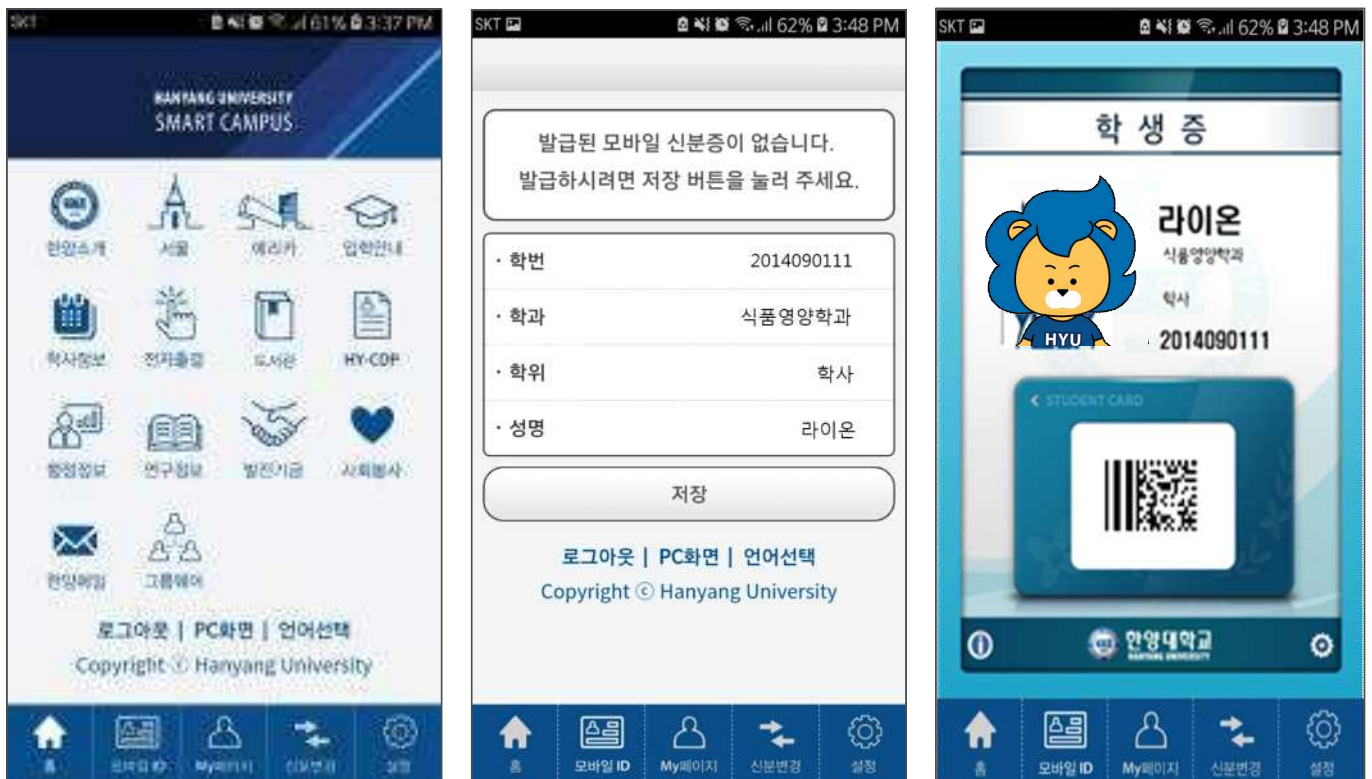 SKT 61% 3:37 PM
HANYANG UNIVERSITY
SMART CAMPUS
한양소개 서울 에리카 입학안내
학사정보 전자출결 도서관 HY-CDP
행정정보 연구정보 발전기금 사회봉사
한양메일 그룹웨어
로그아웃 | PC화면 | 언어선택
Copyright ⓒ Hanyang University
홈 모바일 ID My페이지 신분변경 설정
SKT 62% 3:48 PM
발급된 모바일 신분증이 없습니다.
발급하시려면 저장 버튼을 눌러 주세요.
· 학번 2014090111
· 학과 식품영양학과
· 학위 학사
· 성명 라이온
저장
로그아웃 | PC화면 | 언어선택
Copyright ⓒ Hanyang University
홈 모바일 ID My페이지 신분변경 설정
SKT 62% 3:48 PM
학생증
라이온
식품영양학과
학사
HYU
2014090111
STUDENT CARD
한양대학교
HANYANG UNIVERSITY
홈 모바일 ID My페이지 신분변경 설정